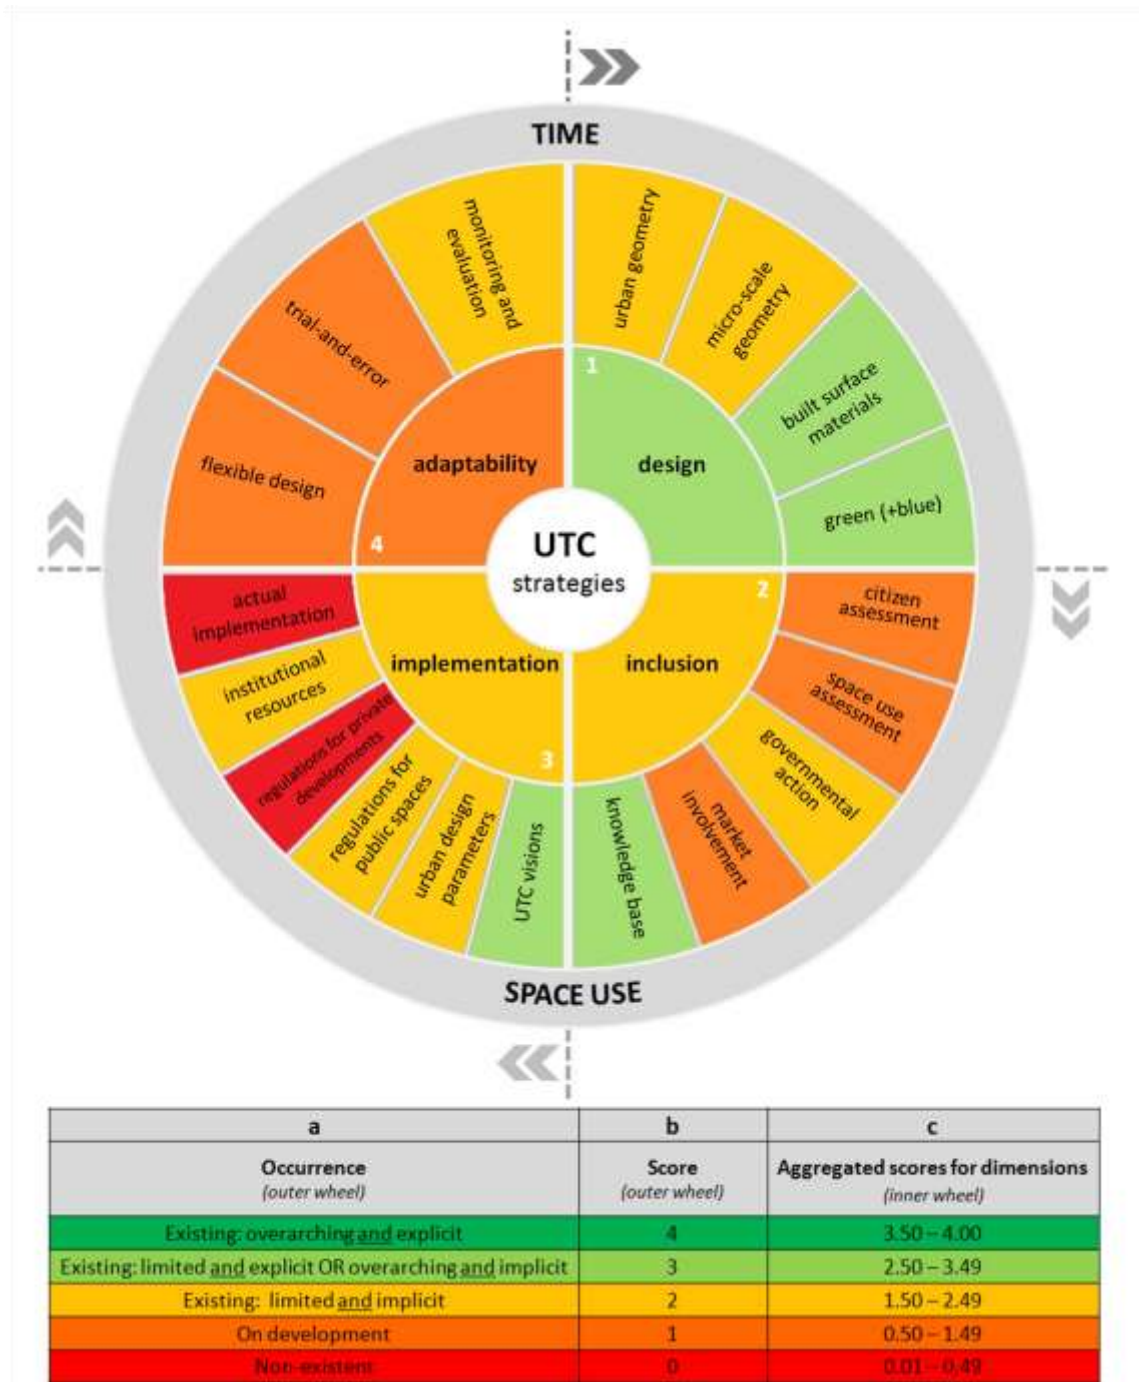 TIME
monitoring and
evaluation
urban geometry
micro-scale
geometry
trial-and-error
built surface
materials
1
adaptability
design
flexible design
green (+blue)
4
UTC
strategies
2
actual
implementation
citizen
assessment
institutional
resources
implementation
inclusion
space use
assessment
regulations for private
developments
governmental
action
3
regulations for
public spaces
urban design
parameters
UTC visions
knowledge base
market
involvement
SPACE USE
a b c
Occurrence Score Aggregated scores for dimensions
(outer wheel) (outer wheel) (inner wheel)
Existing: overarching and explicit 4 3.50 – 4.00
Existing: limited and explicit OR overarching and implicit 3 2.50 – 3.49
Existing: limited and implicit 2 1.50 – 2.49
On development 1 0.50 – 1.49
Non-existent 0 0.01 – 0.49